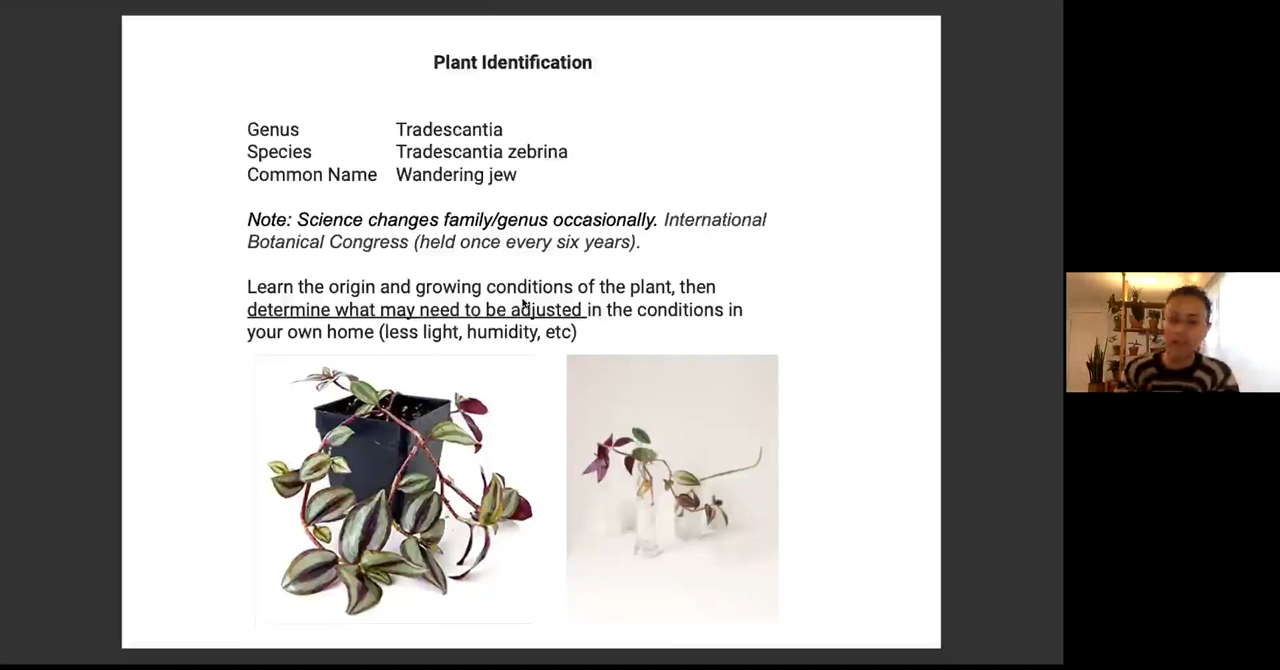 Plant Identification
Genus Tradescantia
Species Tradescantia zebrina
Common Name Wandering jew
Note: Science changes family/genus occasionally. International
Botanical Congress (held once every six years).
Learn the origin and growing conditions of the plant, then
determine what may need to be adjusted in the conditions in
your own home (less light, humidity, etc)